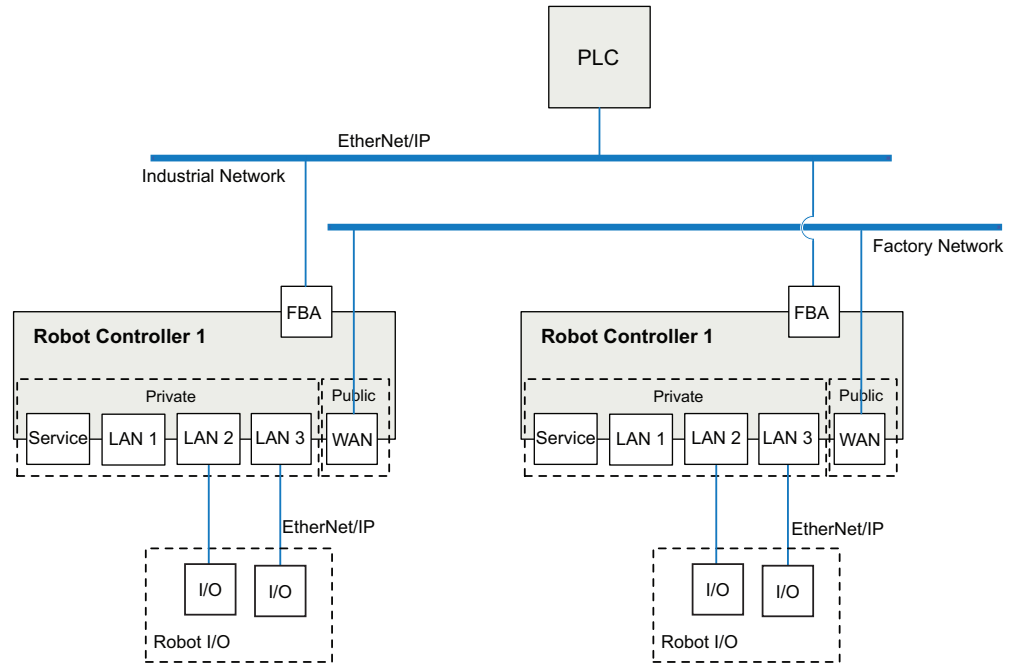 PLC
EtherNet/IP
Industrial Network
Factory Network
FBA
Robot Controller 1
Private
Public
Service
LAN 1
LAN 2
LAN 3
WAN
EtherNet/IP
I/O
I/O
Robot I/O
FBA
Robot Controller 1
Private
Public
Service
LAN 1
LAN 2
LAN 3
WAN
EtherNet/IP
I/O
I/O
Robot I/O